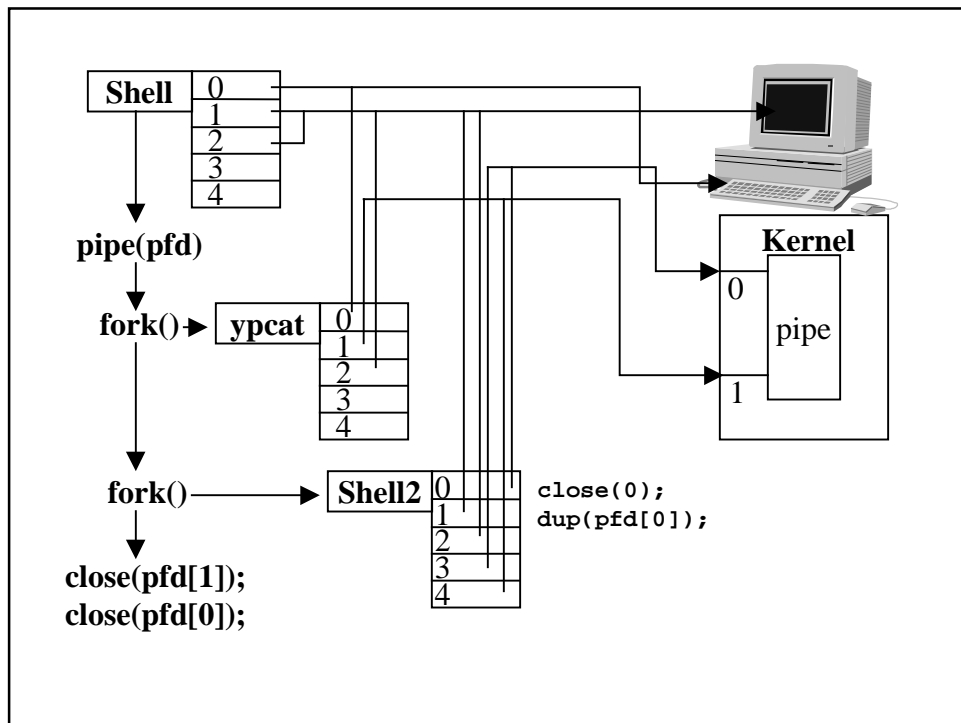 Shell
0
1
2
3
4
pipe(pfd)
Kernel
0
pipe
1
fork()
ypcat
0
1
2
3
4
fork()
Shell2
0
1
2
3
4
close(0);
dup(pfd[0]);
close(pfd[1]);
close(pfd[0]);